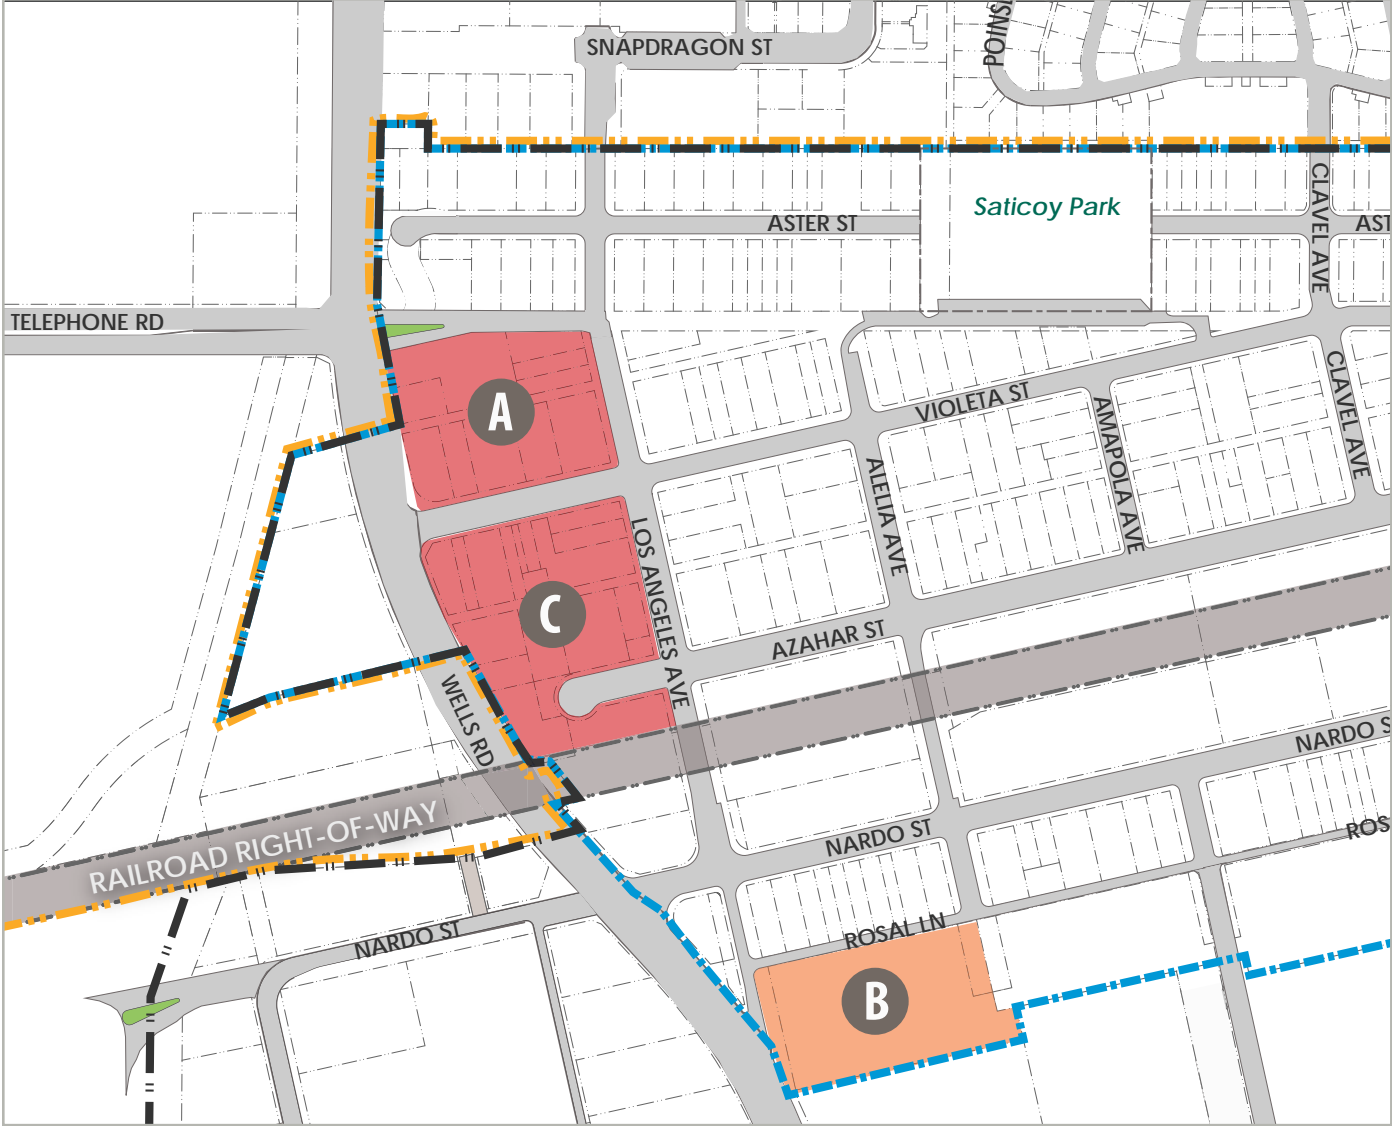 SNAPDRAGON ST
POINS
Saticoy Park
ASTER ST
CLAVEL AVE
AST
TELEPHONE RD
A
VIOLETA ST
CLAVEL AVE
AMAPOLA AVE
ALELIA AVE
LOS ANGELES AVE
C
AZAHAR ST
WELLS RD
NARDO S
RAILROAD RIGHT-OF-WAY
NARDO ST
ROS
NARDO ST
ROSAL LN
B